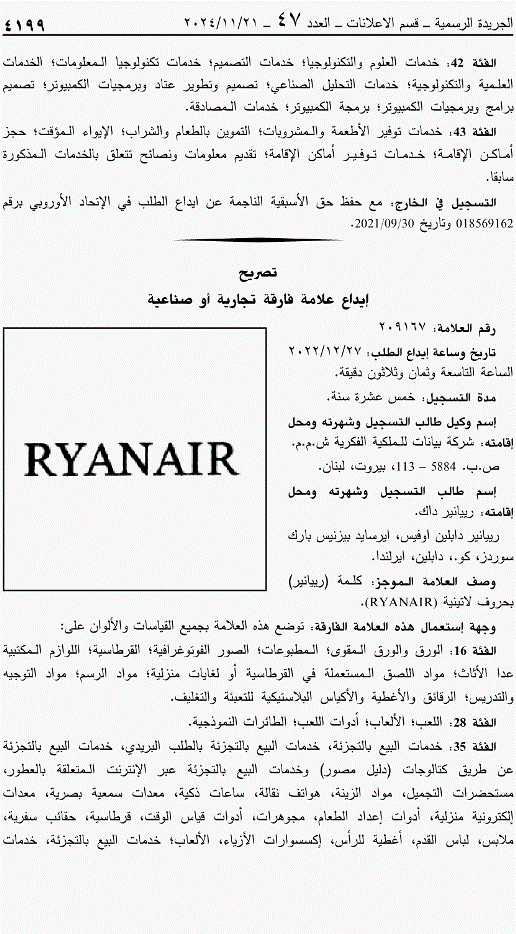 الجريدة الرسمية ــ قسم الاعلانات ــ العدد ٤٧ ــ ٢٠٢٤/١١/٢١
٤١٩٩
الفئة 42: خدمات العلوم والتكنولوجيا؛ خدمات التصميم؛ خدمات تكنولوجيا المعلومات؛ الخدمات
العلمية والتكنولوجية؛ خدمات التحليل الصناعي؛ تصميم وتطوير عتاد وبرمجيات الكمبيوتر؛ تصميم
برامج وبرمجيات الكمبيوتر؛ برمجة الكمبيوتر؛ خدمات المصادقة.
الفئة 43: خدمات توفير الأطعمة والمشروبات؛ التموين بالطعام والشراب؛ الإيواء المؤقت؛ حجز
أماكن الإقامة؛ خدمات توفير أماكن الإقامة؛ تقديم معلومات ونصائح تتعلق بالخدمات المذكورة
سابقا.
التسجيل في الخارج: مع حفظ حق الأسبقية الناجمة عن ايداع الطلب في الإتحاد الأوروبي برقم
018569162 وتاريخ 2021/09/30.
تصريح
إيداع علامة فارقة تجارية أو صناعية
رقم العلامة: ٢٠٩١٦٧
تاريخ وساعة إيداع الطلب: ٢٠٢٢/١٢/٢٧
الساعة التاسعة وثمان وثلاثون دقيقة.
مدة التسجيل: خمس عشرة سنة.
إسم وكيل طالب التسجيل وشهرته ومحل
إقامته: شركة بيانات للملكية الفكرية ش.م.م.
ص.ب. 5884 – 113، بيروت، لبنان.
إسم طالب التسجيل وشهرته ومحل
إقامته: رييانير داك.
رييانير دابلين اوفيس، ايرسايد بيزنيس بارك
سوردز، كو.، دابلين، ايرلندا.
وصف العلامة الموجز: كلمة (رييانير)
بحروف لاتينية (RYANAIR).
RYANAIR
وجهة إستعمال هذه العلامة الفارقة: توضع هذه العلامة بجميع القياسات والألوان على:
الفئة 16: الورق والورق المقوى؛ المطبوعات؛ الصور الفوتوغرافية؛ القرطاسية؛ اللوازم المكتبية
عدا الأثاث؛ مواد اللصق المستعملة في القرطاسية أو لغايات منزلية؛ مواد الرسم؛ مواد التوجيه
والتدريس؛ الرقائق والأغطية والأكياس البلاستيكية للتعبئة والتغليف.
الفئة 28: اللعب؛ الألعاب؛ أدوات اللعب؛ الطائرات النموذجية.
الفئة 35: خدمات البيع بالتجزئة، خدمات البيع بالتجزئة بالطلب البريدي، خدمات البيع بالتجزئة
عن طريق كتالوجات (دليل مصور) وخدمات البيع بالتجزئة عبر الإنترنت المتعلقة بالعطور،
مستحضرات التجميل، مواد الزينة، هواتف نقالة، ساعات ذكية، معدات سمعية بصرية، معدات
إلكترونية منزلية، أدوات إعداد الطعام، مجوهرات، أدوات قياس الوقت، قرطاسية، حقائب سفرية،
ملابس، لباس القدم، أغطية للرأس، إكسسوارات الأزياء، الألعاب؛ خدمات البيع بالتجزئة، خدمات